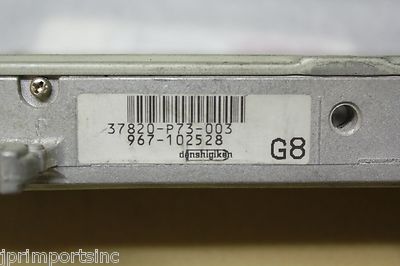 37820-P73-003
967-102528
denshigiken
G8
jprimportsinc